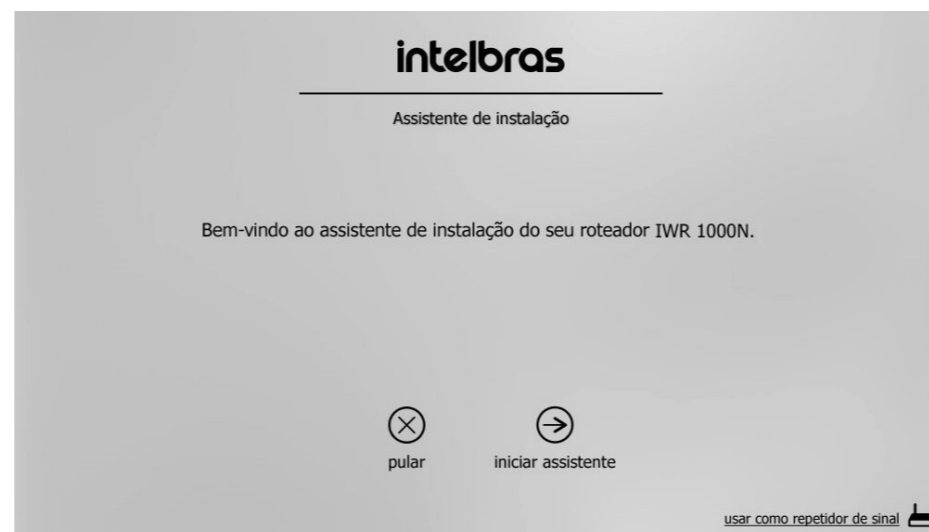 intelbras
Assistente de instalação
Bem-vindo ao assistente de instalação do seu roteador IWR 1000N.
pular
iniciar assistente
usar como repetidor de sinal